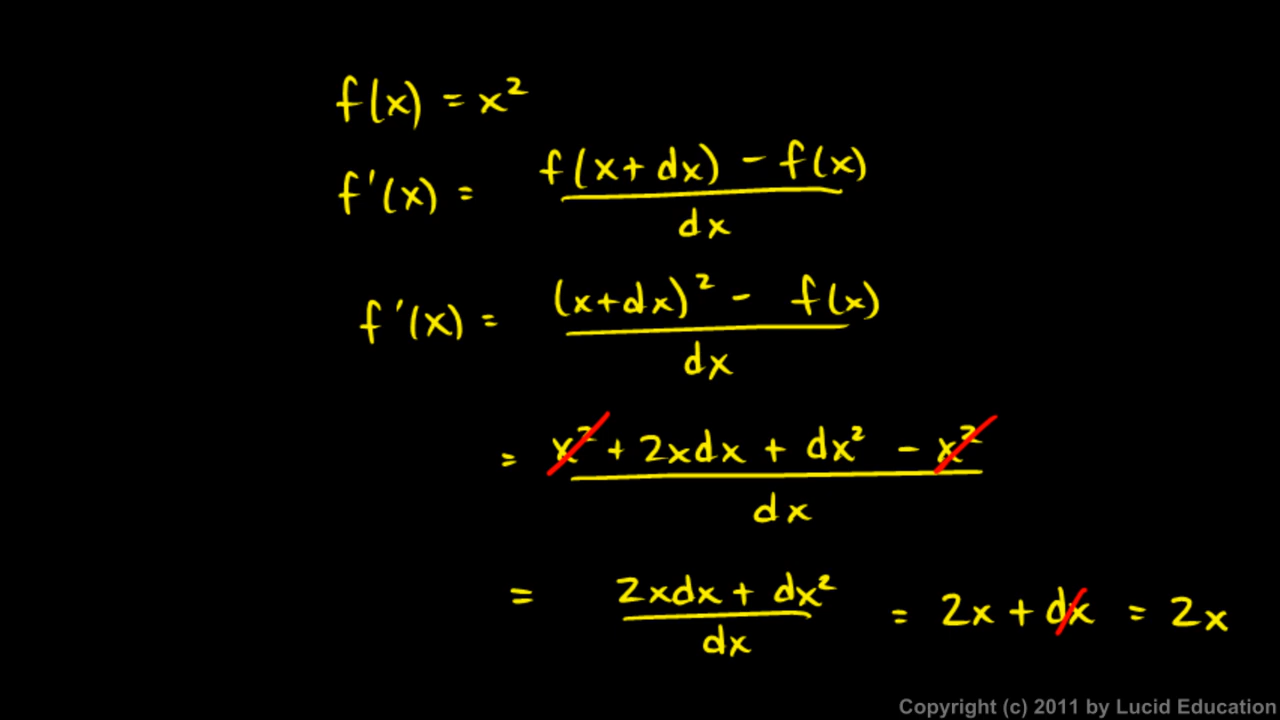 f(x) = x²
f'(x) = f(x + dx) - f(x) / dx
f'(x) = (x+dx)² - f(x) / dx
= x² + 2xdx + dx² - x² / dx
= 2xdx + dx² / dx = 2x + dx = 2x
Copyright (c) 2011 by Lucid Education